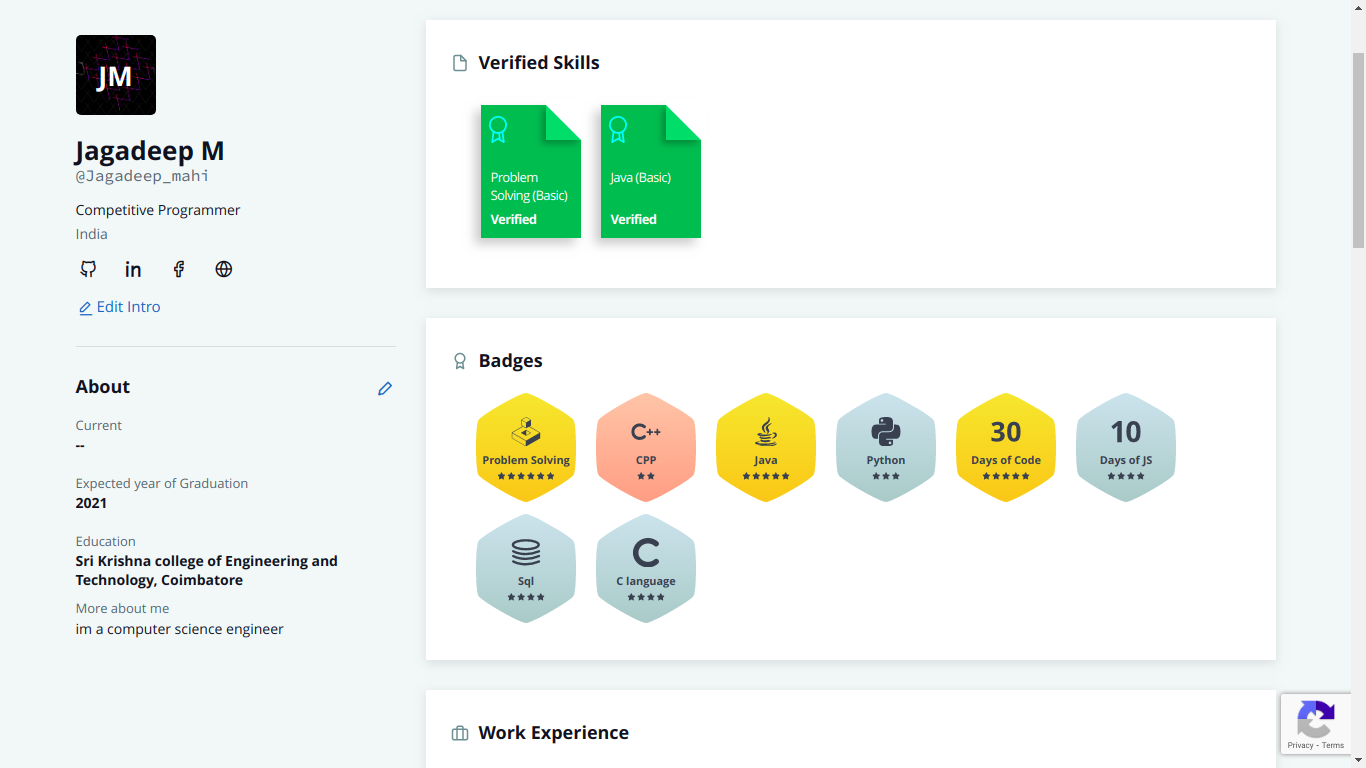 JM
Jagadeep M
@Jagadeep_mahi
Competitive Programmer
India
in
Edit Intro
About
Current
--
Expected year of Graduation
2021
Education
Sri Krishna college of Engineering and
Technology, Coimbatore
More about me
im a computer science engineer
Verified Skills
Problem
Solving (Basic)
Verified
Java (Basic)
Verified
Badges
Problem Solving
C++
CPP
Java
Python
30
Days of Code
10
Days of JS
Sql
C
C language
Work Experience
Privacy - Terms